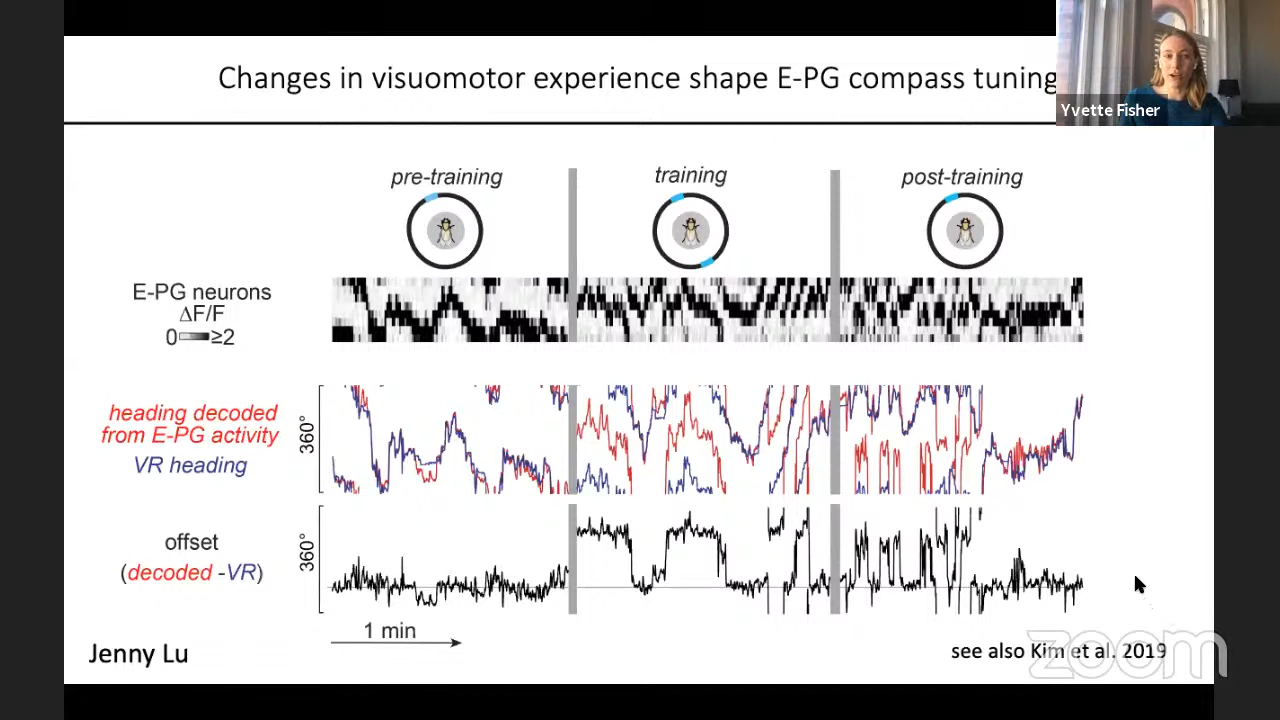 Changes in visuomotor experience shape E-PG compass tuning
Yvette Fisher
pre-training
training
post-training
E-PG neurons
ΔF/F
0 ≥2
heading decoded
from E-PG activity
VR heading
360°
offset
(decoded -VR)
360°
1 min
Jenny Lu
see also Kim et al. 2019
zoom